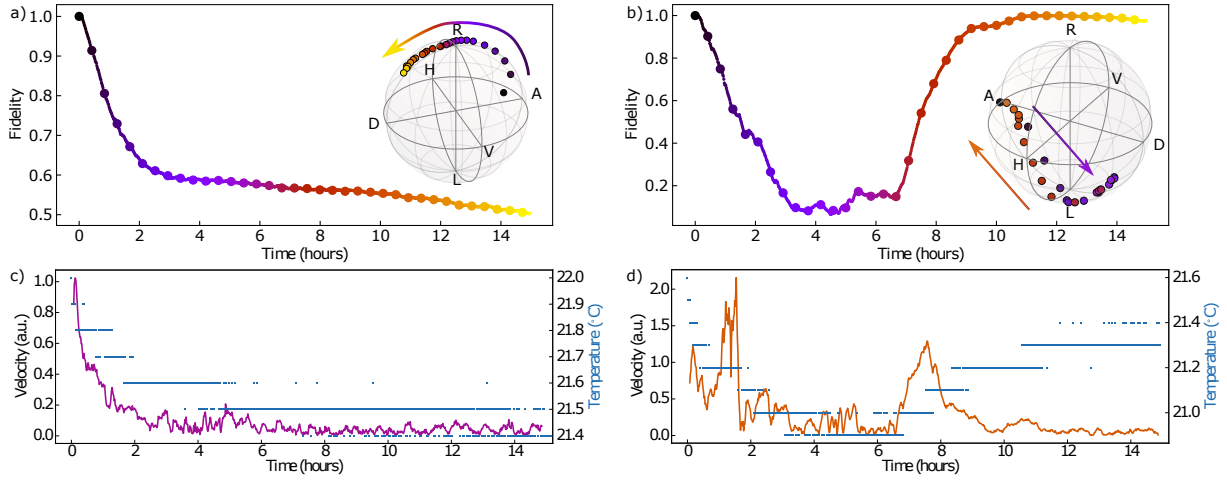 a)
1.0
0.9
0.8
0.7
0.6
0.5
Fidelity
0 2 4 6 8 10 12 14
Time (hours)
R
H
A
D
V
L
b)
1.0
0.8
0.6
0.4
0.2
Fidelity
0 2 4 6 8 10 12 14
Time (hours)
R
V
A
D
H
L
c)
1.0
0.8
0.6
0.4
0.2
0.0
Velocity (a.u.)
22.0
21.9
21.8
21.7
21.6
21.5
21.4
Temperature (◦C)
0 2 4 6 8 10 12 14
Time (hours)
d)
2.0
1.5
1.0
0.5
0.0
Velocity (a.u.)
21.6
21.4
21.2
21.0
Temperature (◦C)
0 2 4 6 8 10 12 14
Time (hours)